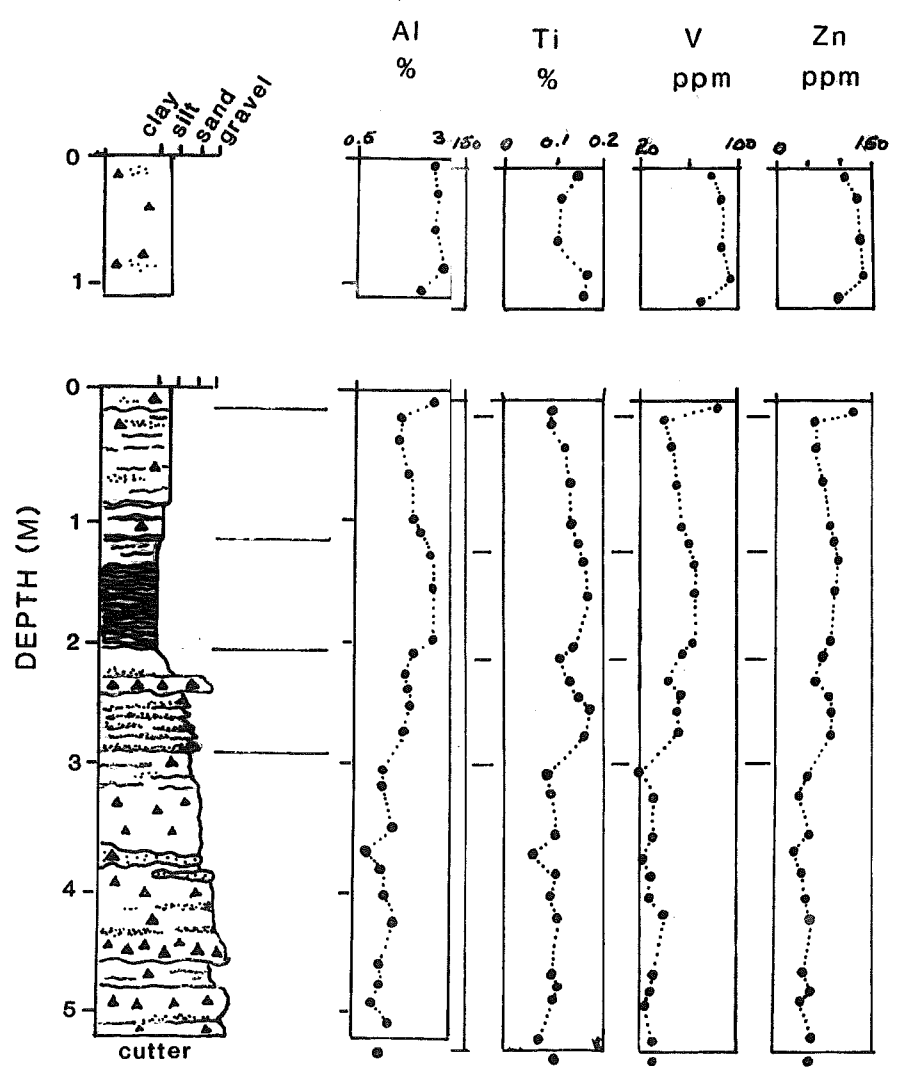 Al Ti V Zn
% % ppm ppm
clay
silt
sand
gravel
0.5 3 150 0 0.1 0.2 20 100 0 150
0
1
0
1
2
3
4
5
DEPTH (M)
cutter